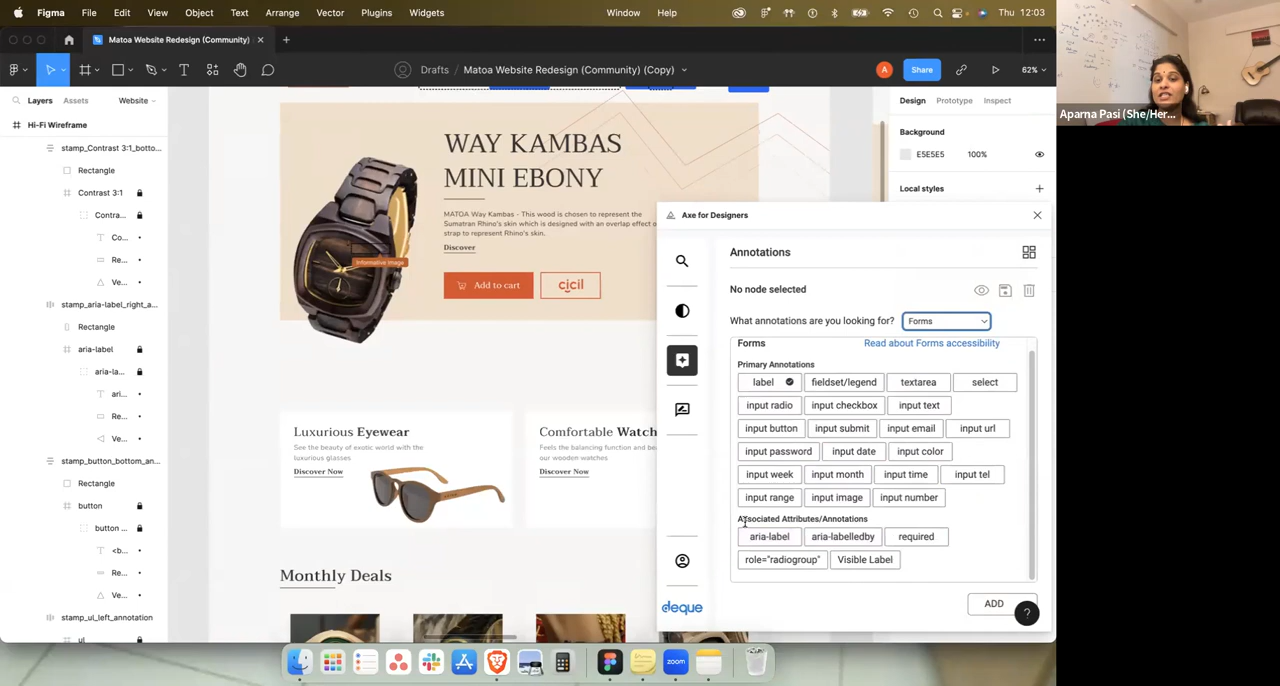 Figma File Edit View Object Text Arrange Vector Plugins Widgets Window Help Thu 12:03
Matoa Website Redesign (Community)
Drafts / Matoa Website Redesign (Community) (Copy)
A Share 62%
Layers Assets Website
Hi-Fi Wireframe
stamp_Contrast 3:1_botto...
Rectangle
Contrast 3:1
Contra...
Co...
Re...
Ve...
stamp_aria-label_right_a...
Rectangle
aria-label
aria-la...
ari...
Re...
Ve...
stamp_button_bottom_an...
Rectangle
button
button ...
<b...
Re...
Ve...
stamp_ul_left_annotation
ul
WAY KAMBAS
MINI EBONY
MATOA Way Kambas - This wood is chosen to represent the
Sumatran Rhino's skin which is designed with an overlap effect o
strap to represent Rhino's skin.
Discover
Add to cart
cicil
Informative Image
Luxurious Eyewear
See the beauty of exotic world with the
luxurious glasses
Discover Now
Comfortable Watch
Feels the balancing function and be
our wooden watches
Discover Now
Monthly Deals
Design Prototype Inspect
Background
E5E5E5 100%
Local styles
Axe for Designers
Annotations
No node selected
What annotations are you looking for? Forms
Forms Read about Forms accessibility
Primary Annotations
label fieldset/legend textarea select
input radio input checkbox input text
input button input submit input email input url
input password input date input color
input week input month input time input tel
input range input image input number
Associated Attributes/Annotations
aria-label aria-labelledby required
role="radiogroup" Visible Label
ADD
?
deque
zoom
Aparna Pasi (She/Her...